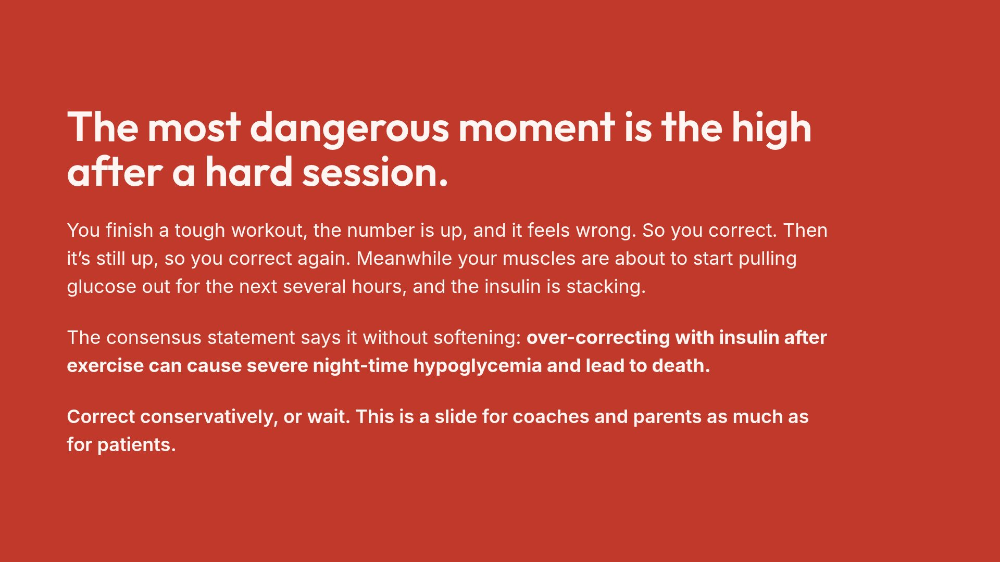 The most dangerous moment is the high
after a hard session.
You finish a tough workout, the number is up, and it feels wrong. So you correct. Then
it’s still up, so you correct again. Meanwhile your muscles are about to start pulling
glucose out for the next several hours, and the insulin is stacking.
The consensus statement says it without softening: over-correcting with insulin after
exercise can cause severe night-time hypoglycemia and lead to death.
Correct conservatively, or wait. This is a slide for coaches and parents as much as
for patients.